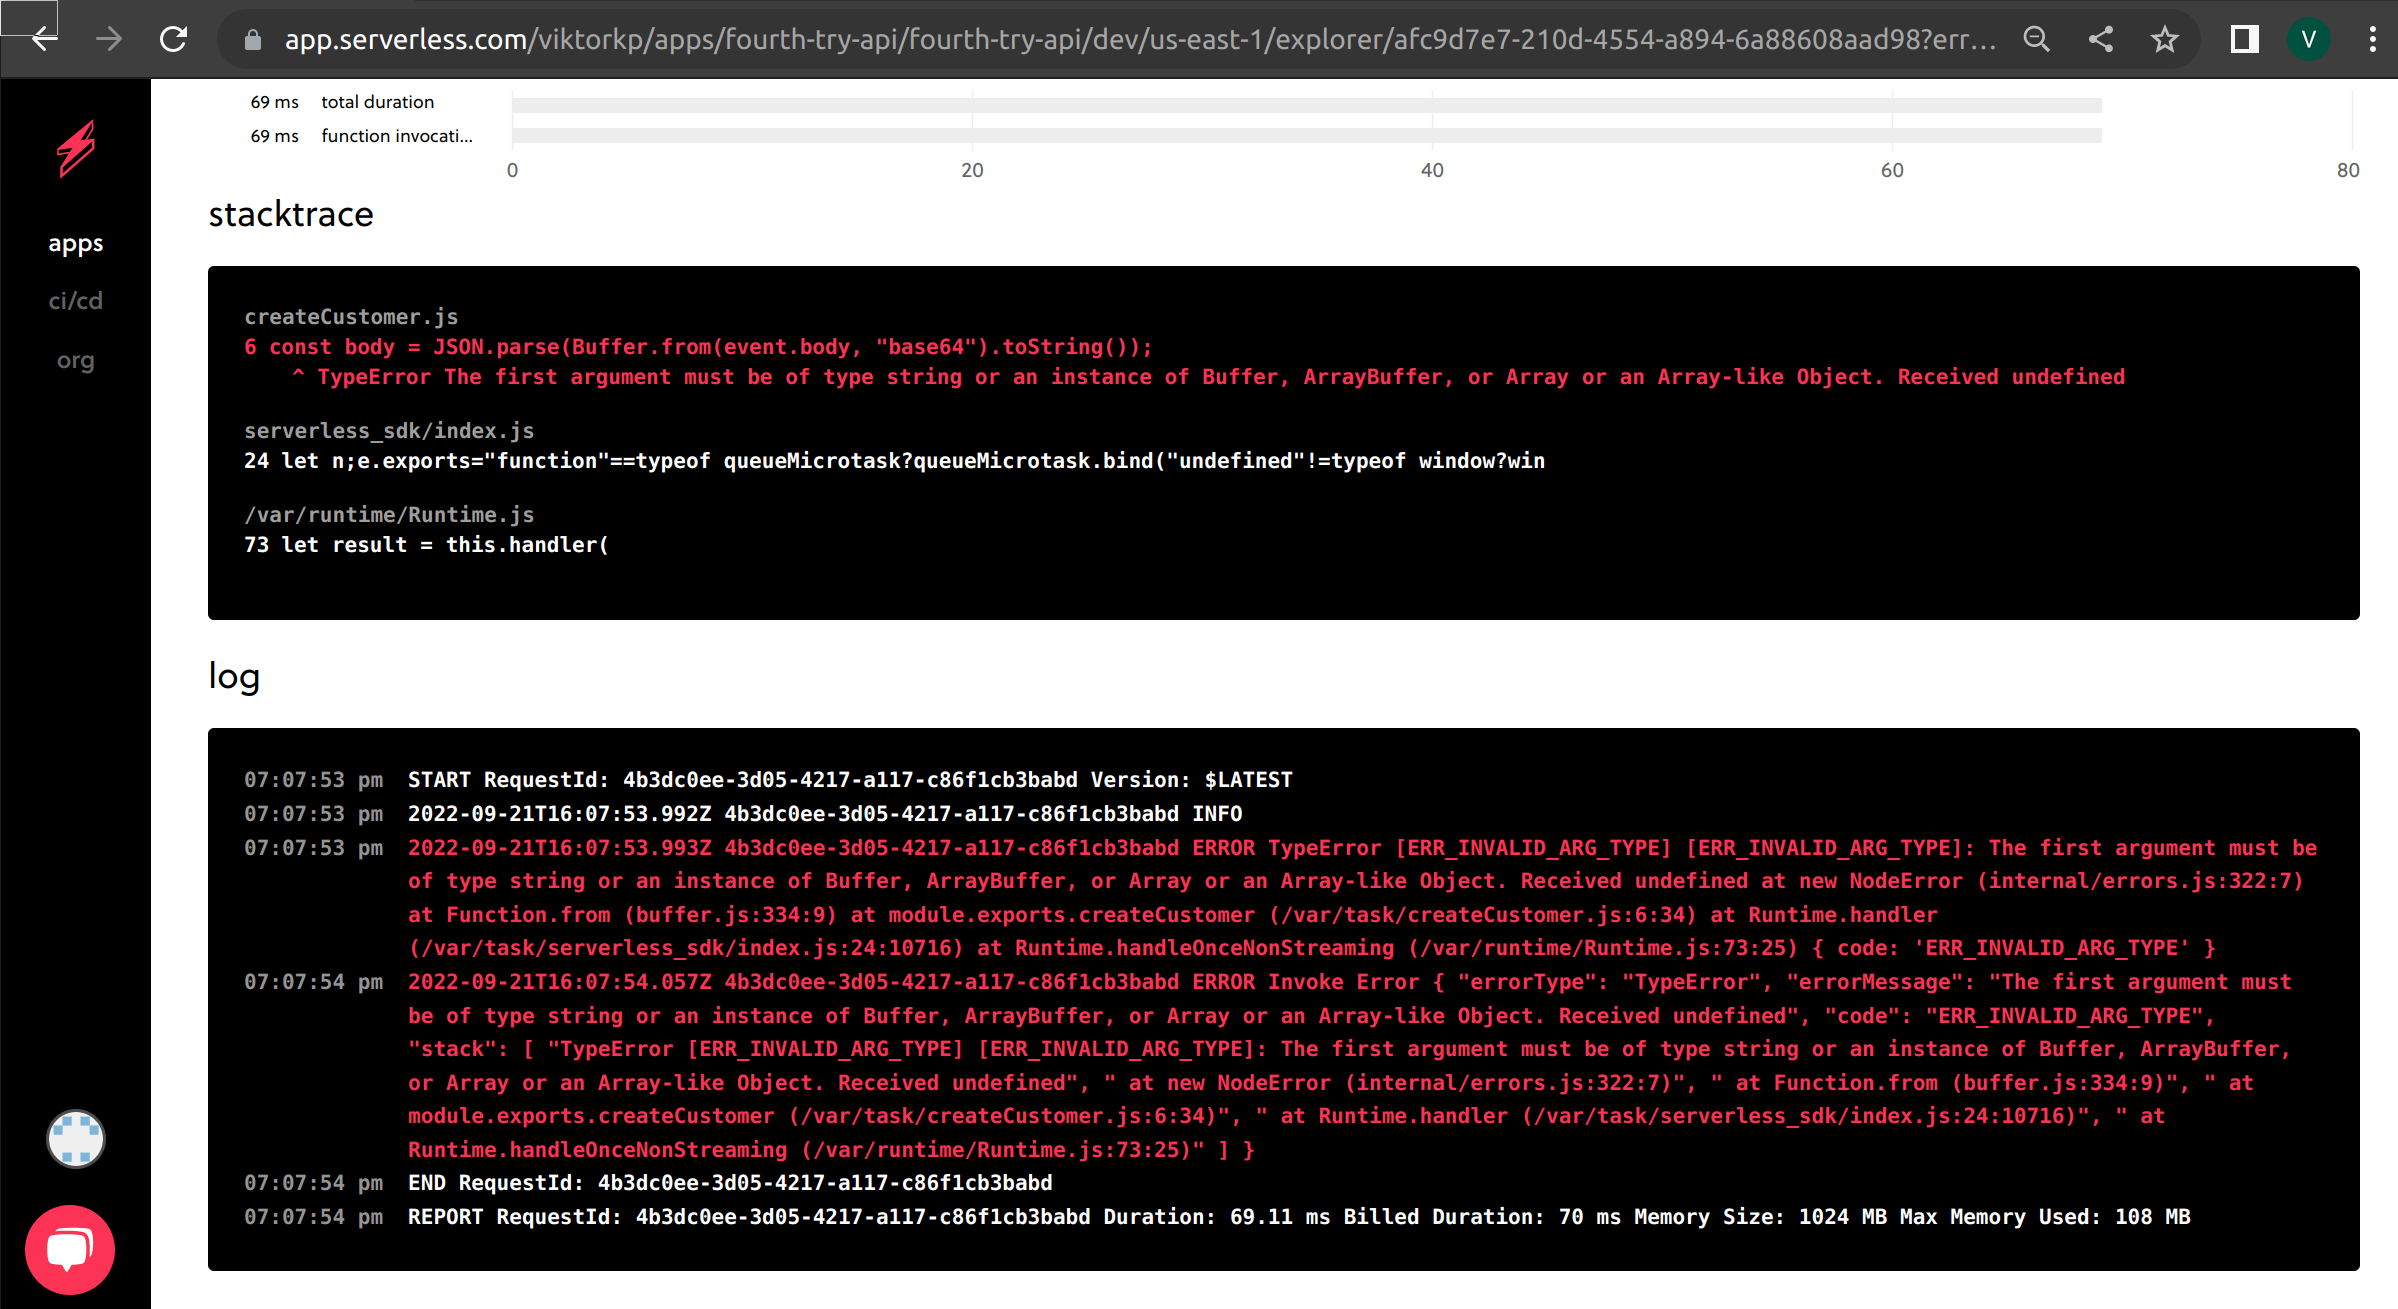 app.serverless.com/viktorkp/apps/fourth-try-api/fourth-try-api/dev/us-east-1/explorer/afc9d7e7-210d-4554-a894-6a88608aad98?err...
V
69 ms total duration
69 ms function invocati...
0 20 40 60 80
apps
ci/cd
org
stacktrace
createCustomer.js
6 const body = JSON.parse(Buffer.from(event.body, "base64").toString());
^ TypeError The first argument must be of type string or an instance of Buffer, ArrayBuffer, or Array or an Array-like Object. Received undefined
serverless_sdk/index.js
24 let n;e.exports="function"==typeof queueMicrotask?queueMicrotask.bind("undefined"!=typeof window?win
/var/runtime/Runtime.js
73 let result = this.handler(
log
07:07:53 pm START RequestId: 4b3dc0ee-3d05-4217-a117-c86f1cb3babd Version: $LATEST
07:07:53 pm 2022-09-21T16:07:53.992Z 4b3dc0ee-3d05-4217-a117-c86f1cb3babd INFO
07:07:53 pm 2022-09-21T16:07:53.993Z 4b3dc0ee-3d05-4217-a117-c86f1cb3babd ERROR TypeError [ERR_INVALID_ARG_TYPE] [ERR_INVALID_ARG_TYPE]: The first argument must be
of type string or an instance of Buffer, ArrayBuffer, or Array or an Array-like Object. Received undefined at new NodeError (internal/errors.js:322:7)
at Function.from (buffer.js:334:9) at module.exports.createCustomer (/var/task/createCustomer.js:6:34) at Runtime.handler
(/var/task/serverless_sdk/index.js:24:10716) at Runtime.handleOnceNonStreaming (/var/runtime/Runtime.js:73:25) { code: 'ERR_INVALID_ARG_TYPE' }
07:07:54 pm 2022-09-21T16:07:54.057Z 4b3dc0ee-3d05-4217-a117-c86f1cb3babd ERROR Invoke Error { "errorType": "TypeError", "errorMessage": "The first argument must
be of type string or an instance of Buffer, ArrayBuffer, or Array or an Array-like Object. Received undefined", "code": "ERR_INVALID_ARG_TYPE",
"stack": [ "TypeError [ERR_INVALID_ARG_TYPE] [ERR_INVALID_ARG_TYPE]: The first argument must be of type string or an instance of Buffer, ArrayBuffer,
or Array or an Array-like Object. Received undefined", " at new NodeError (internal/errors.js:322:7)", " at Function.from (buffer.js:334:9)", " at
module.exports.createCustomer (/var/task/createCustomer.js:6:34)", " at Runtime.handler (/var/task/serverless_sdk/index.js:24:10716)", " at
Runtime.handleOnceNonStreaming (/var/runtime/Runtime.js:73:25)" ] }
07:07:54 pm END RequestId: 4b3dc0ee-3d05-4217-a117-c86f1cb3babd
07:07:54 pm REPORT RequestId: 4b3dc0ee-3d05-4217-a117-c86f1cb3babd Duration: 69.11 ms Billed Duration: 70 ms Memory Size: 1024 MB Max Memory Used: 108 MB